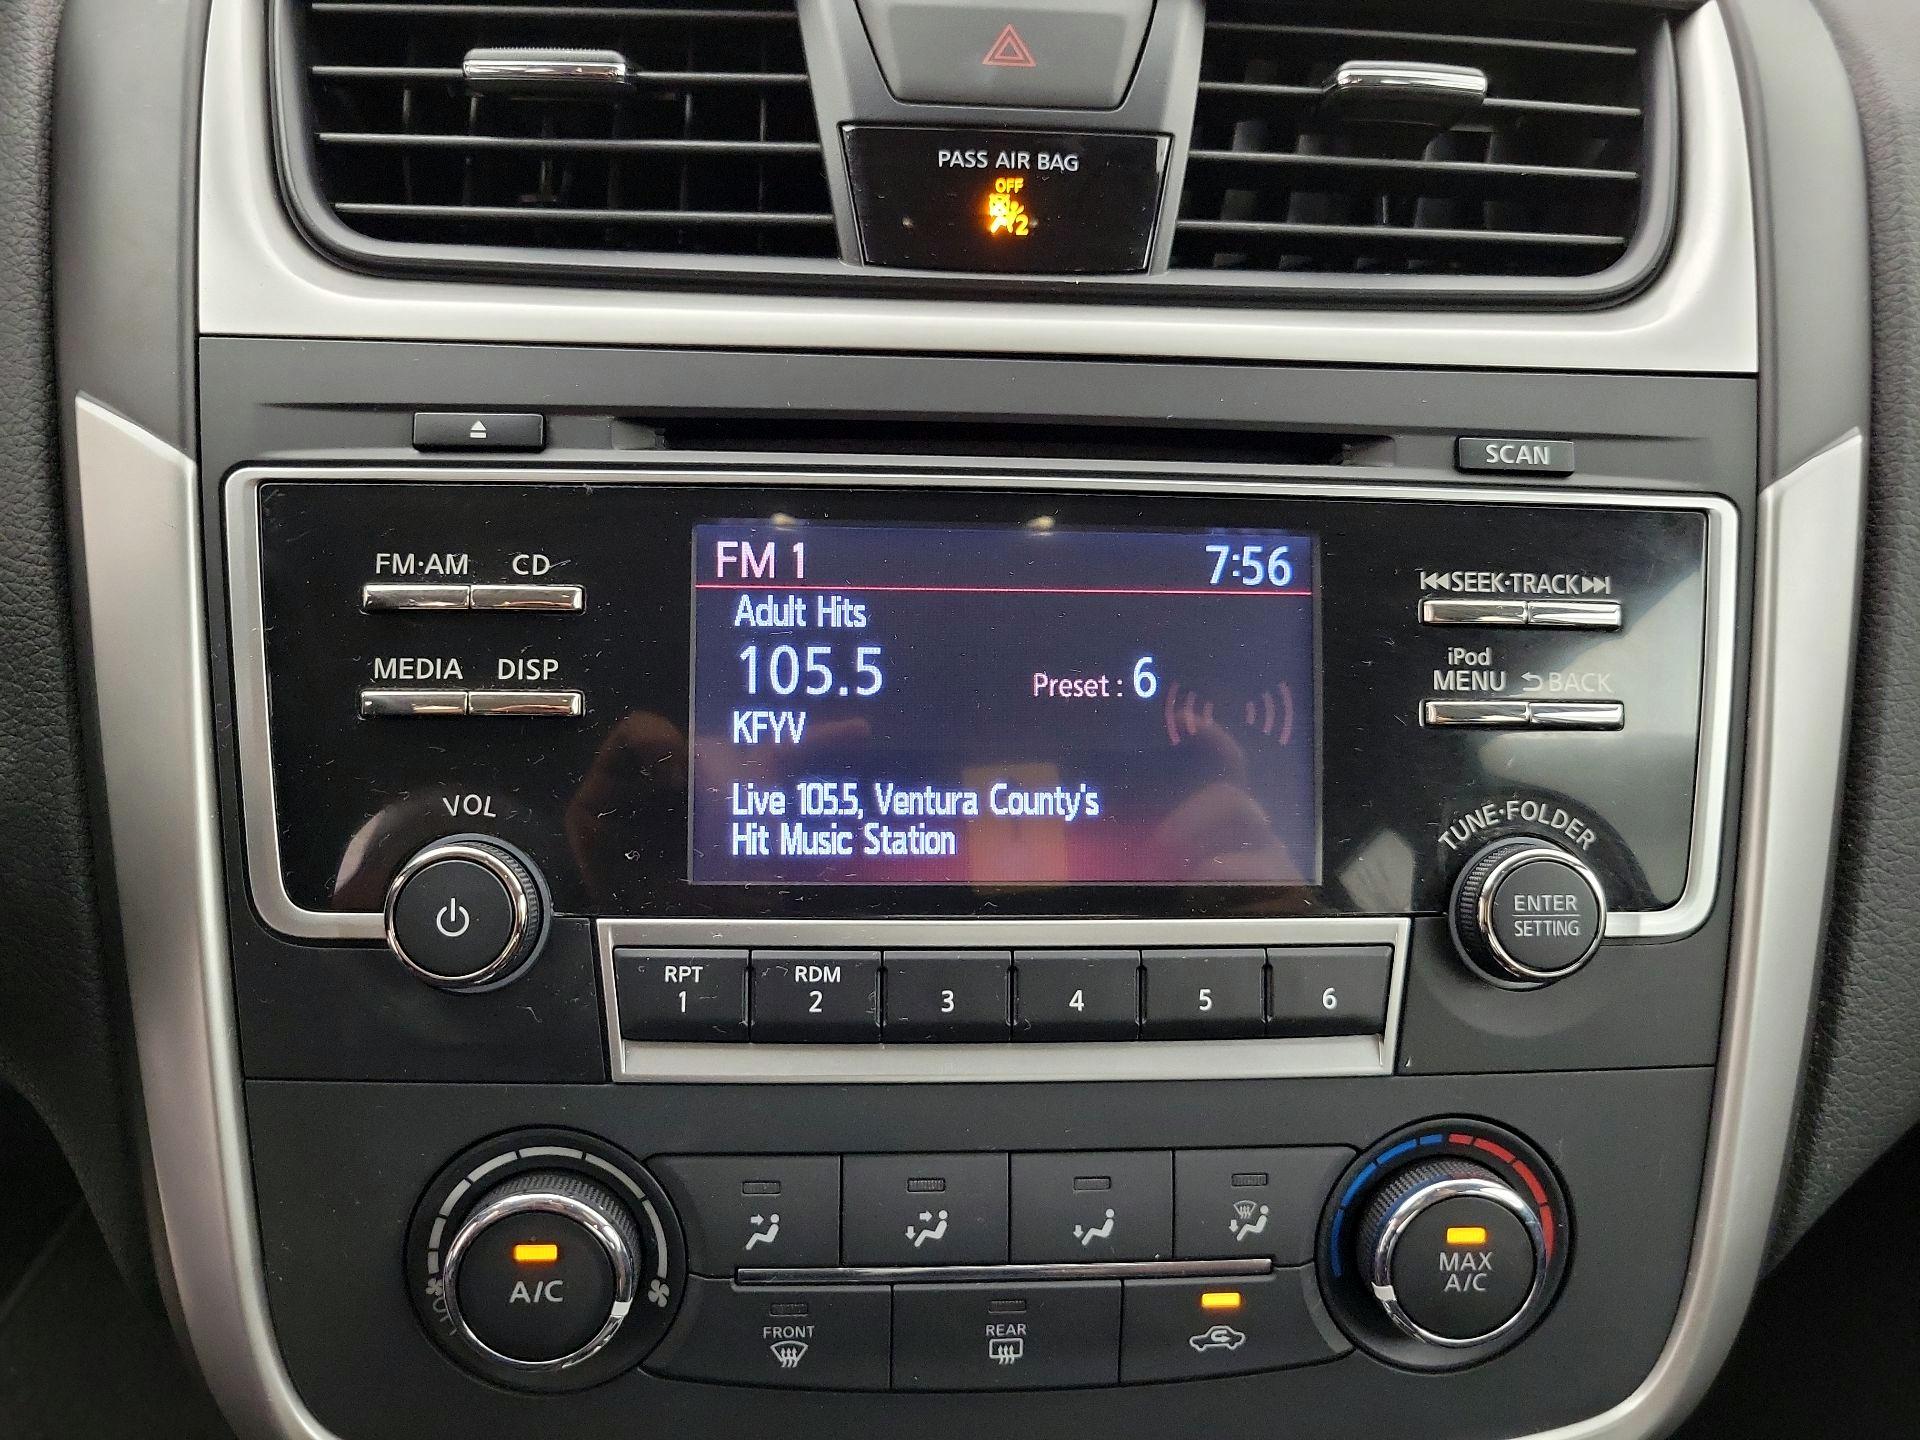 PASS AIR BAG
OFF
2
SCAN
FM·AM CD
MEDIA DISP
VOL
FM 1 7:56
Adult Hits
105.5 Preset : 6
KFYV
Live 105.5, Ventura County's
Hit Music Station
SEEK·TRACK
iPod
MENU BACK
TUNE·FOLDER
ENTER
SETTING
RPT RDM
1 2 3 4 5 6
A/C
OFF
MAX
A/C
FRONT
REAR